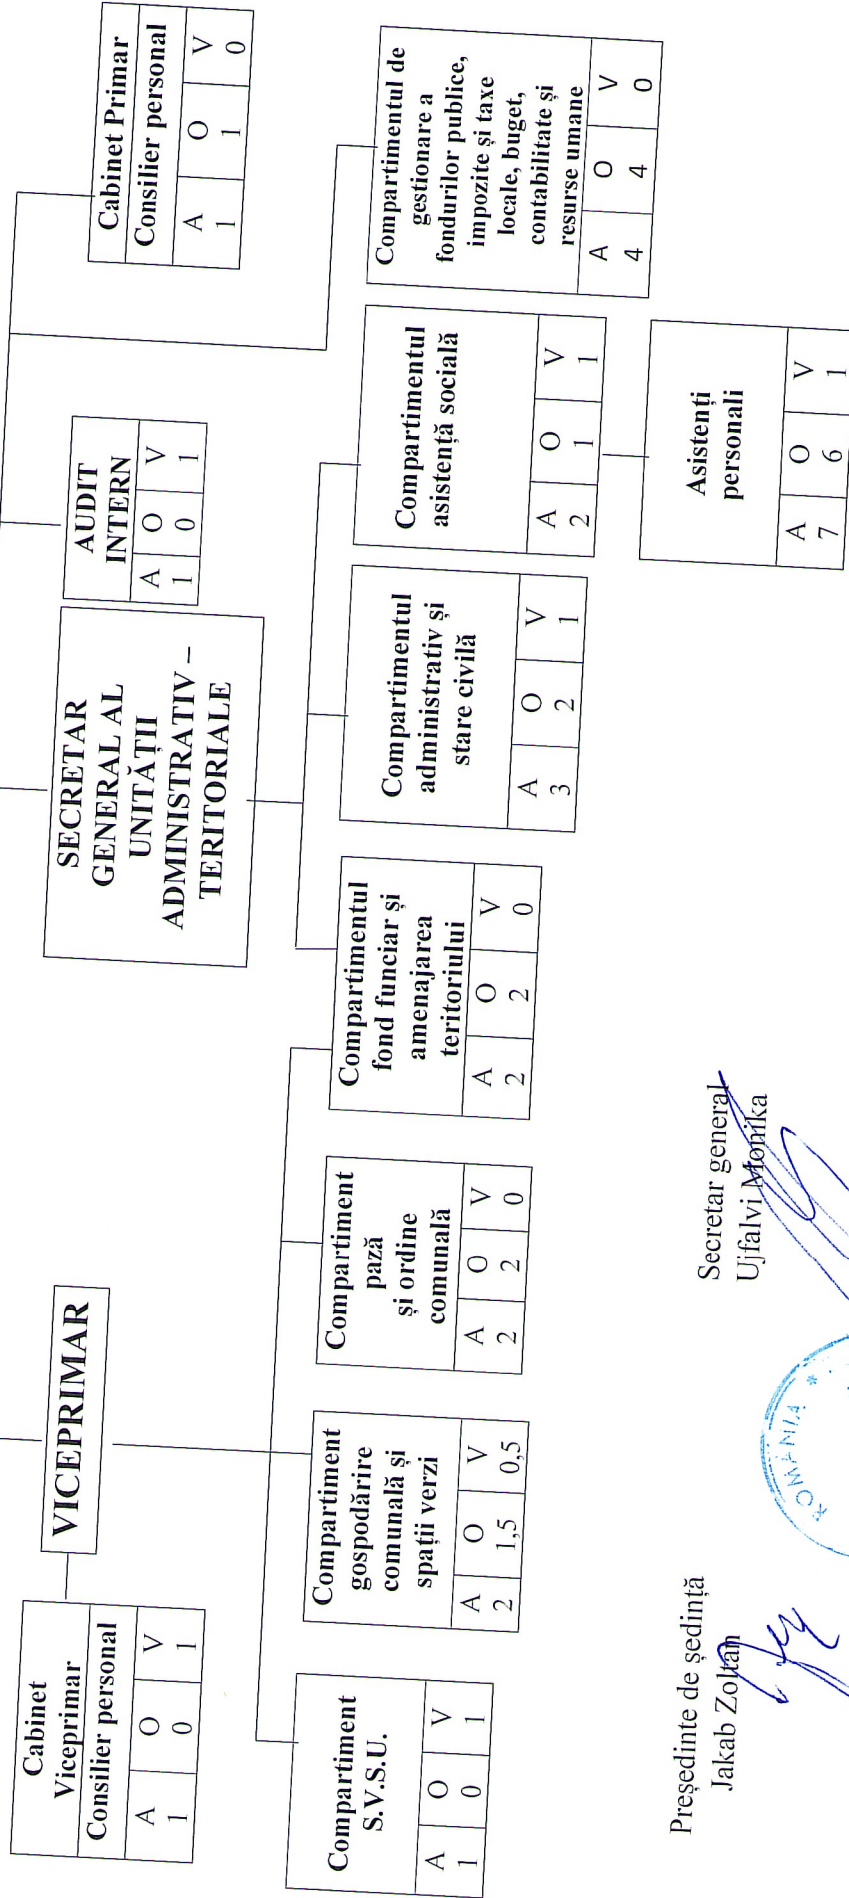 Cabinet
Viceprimar
Consilier personal
A O V
1 0 1
VICEPRIMAR
SECRETAR
GENERAL AL
UNITĂȚII
ADMINISTRATIV –
TERITORIALE
AUDIT
INTERN
A O V
1 0 1
Cabinet Primar
Consilier personal
A O V
1 1 0
Compartiment
S.V.S.U.
A O V
1 0 1
Compartiment
gospodărire
comunală și
spații verzi
A O V
2 1,5 0,5
Compartiment
pază
și ordine
comunală
A O V
2 2 0
Compartimentul
fond funciar și
amenajarea
teritoriului
A O V
2 2 0
Compartimentul
administrativ și
stare civilă
A O V
3 2 1
Compartimentul
asistență socială
A O V
2 1 1
Compartimentul de
gestionare a
fondurilor publice,
impozite și taxe
locale, buget,
contabilitate și
resurse umane
A O V
4 4 0
Asistenți
personali
A O V
7 6 1
Președinte de ședință
Jakab Zoltán
Secretar general
Ujfalvi Monika
ROMÂNIA *